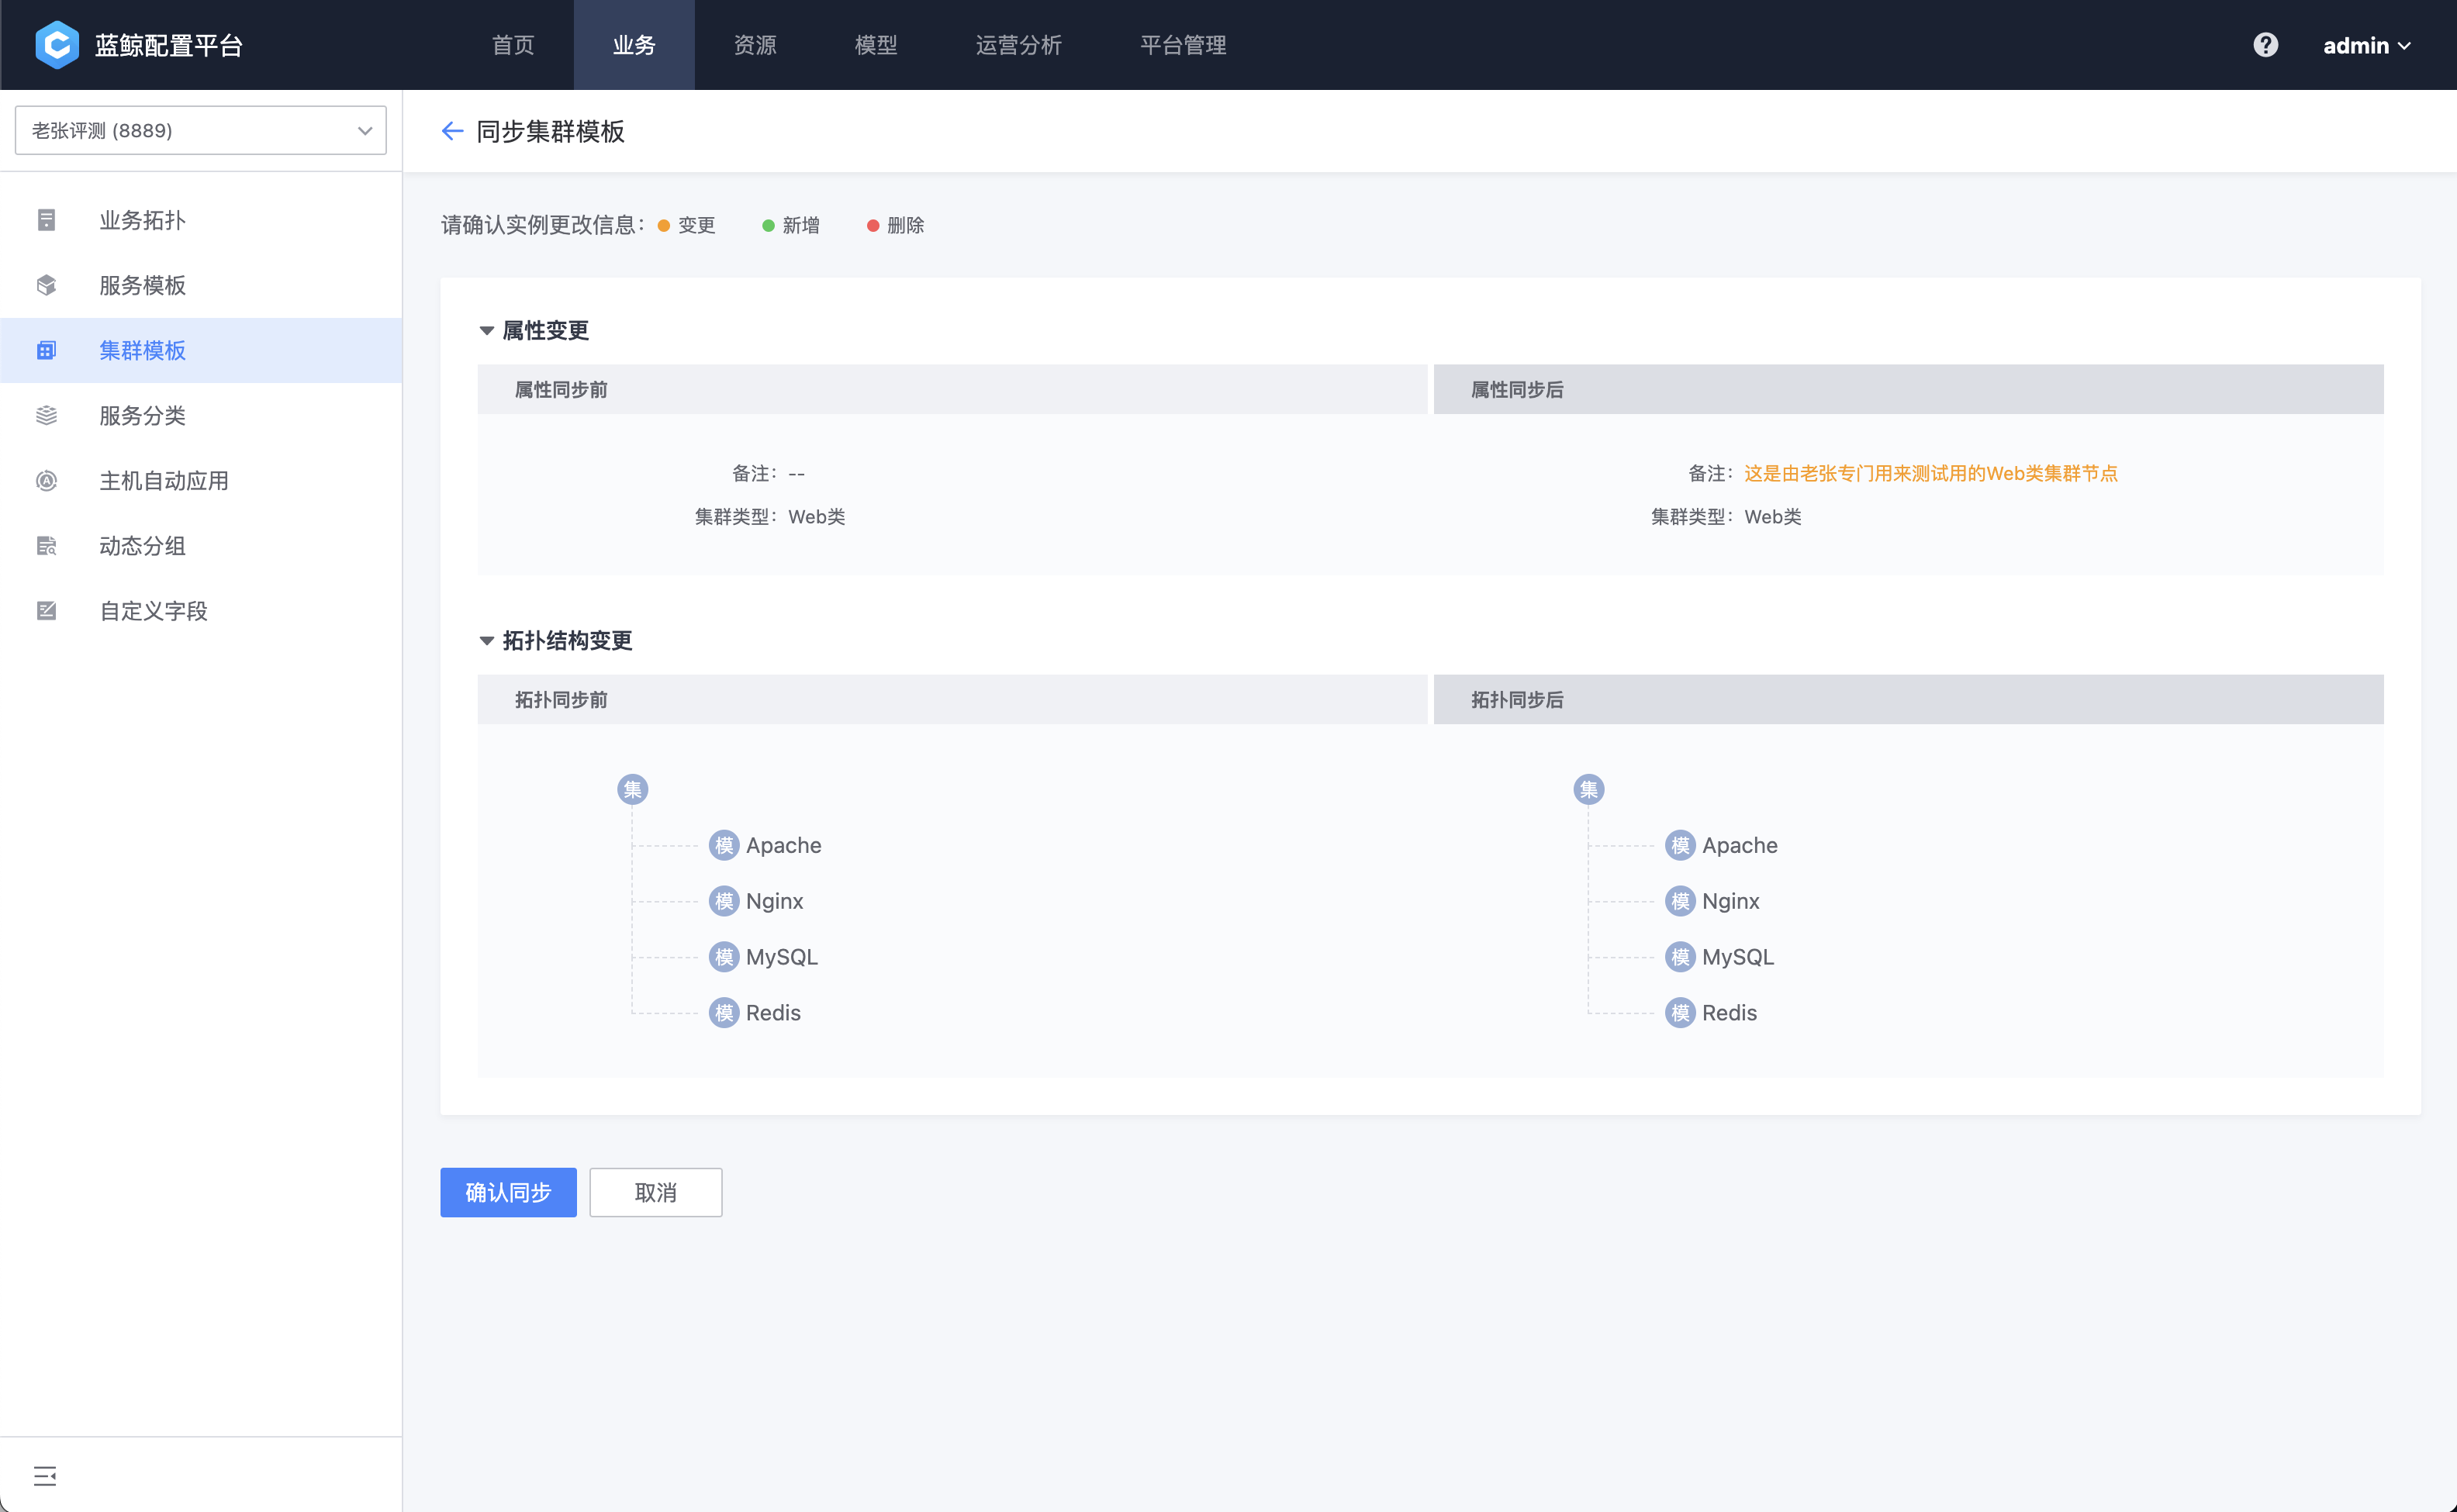 蓝鲸配置平台 首页 业务 资源 模型 运营分析 平台管理 ? admin
老张评测 (8889)
业务拓扑
服务模板
集群模板
服务分类
主机自动应用
动态分组
自定义字段
同步集群模板
请确认实例更改信息： 变更 新增 删除
属性变更
属性同步前 属性同步后
备注： -- 备注： 这是由老张专门用来测试用的Web类集群节点
集群类型： Web类 集群类型： Web类
拓扑结构变更
拓扑同步前 拓扑同步后
集 集
模 Apache 模 Apache
模 Nginx 模 Nginx
模 MySQL 模 MySQL
模 Redis 模 Redis
确认同步 取消